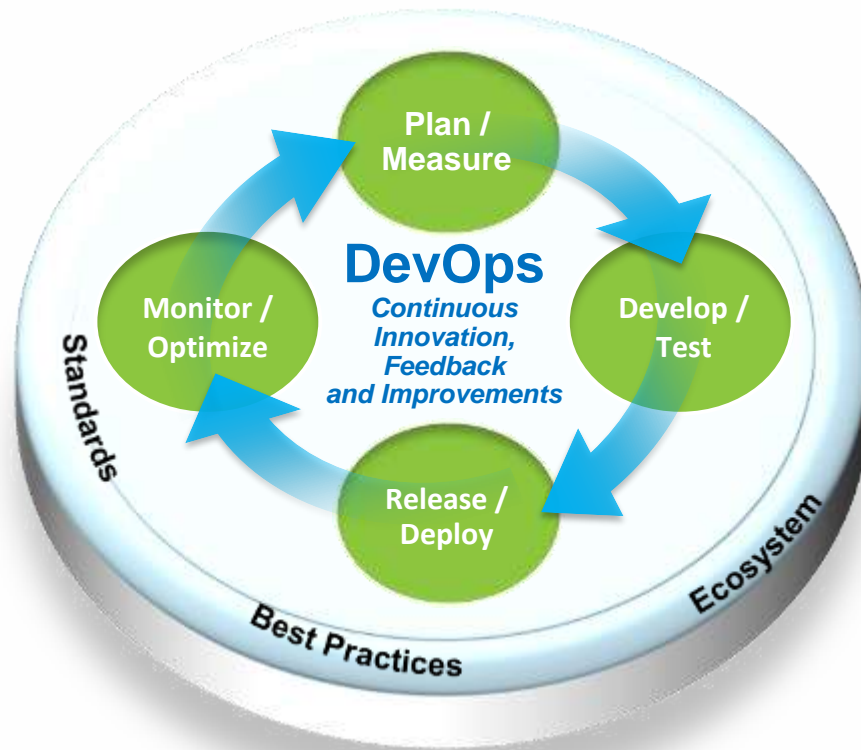 Plan /
Measure
DevOps
Continuous
Innovation,
Feedback
and Improvements
Monitor /
Optimize
Develop /
Test
Release /
Deploy
Standards
Best Practices
Ecosystem